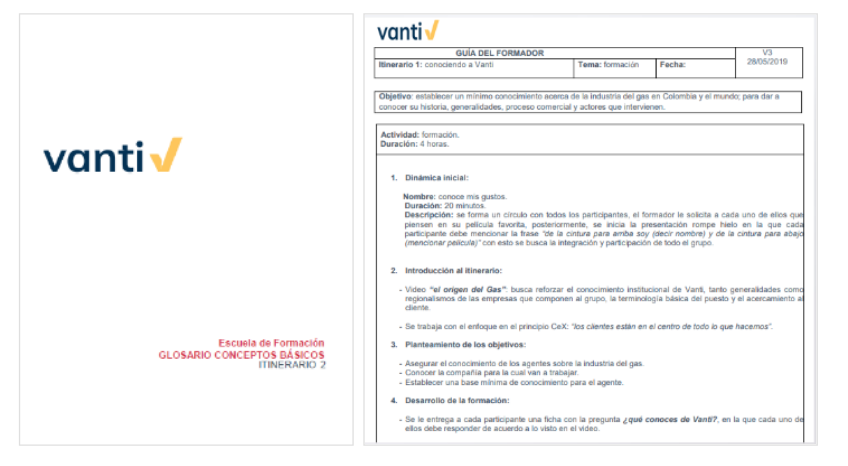 vanti
Escuela de Formación
GLOSARIO CONCEPTOS BÁSICOS
ITINERARIO 2
vanti
GUÍA DEL FORMADOR
V3
28/05/2019
Itinerario 1: conociendo a Vanti
Tema: formación
Fecha:
Objetivo: establecer un mínimo conocimiento acerca de la industria del gas en Colombia y el mundo; para dar a
conocer su historia, generalidades, proceso comercial y actores que intervienen.
Actividad: formación.
Duración: 4 horas.
1. Dinámica inicial:
Nombre: conoce mis gustos.
Duración: 20 minutos.
Descripción: se forma un círculo con todos los participantes, el formador le solicita a cada uno de ellos que
piensen en su película favorita, posteriormente, se inicia la presentación rompe hielo en la que cada
participante debe mencionar la frase "de la cintura para arriba soy (decir nombre) y de la cintura para abajo
(mencionar película)" con esto se busca la integración y participación de todo el grupo.
2. Introducción al itinerario:
- Video "el origen del Gas": busca reforzar el conocimiento institucional de Vanti, tanto generalidades como
regionalismos de las empresas que componen al grupo, la terminología básica del puesto y el acercamiento al
cliente.
- Se trabaja con el enfoque en el principio CeX: "los clientes están en el centro de todo lo que hacemos".
3. Planteamiento de los objetivos:
- Asegurar el conocimiento de los agentes sobre la industria del gas.
- Conocer la compañía para la cual van a trabajar.
- Establecer una base mínima de conocimiento para el agente.
4. Desarrollo de la formación:
- Se le entrega a cada participante una ficha con la pregunta ¿qué conoces de Vanti?, en la que cada uno de
ellos debe responder de acuerdo a lo visto en el video.